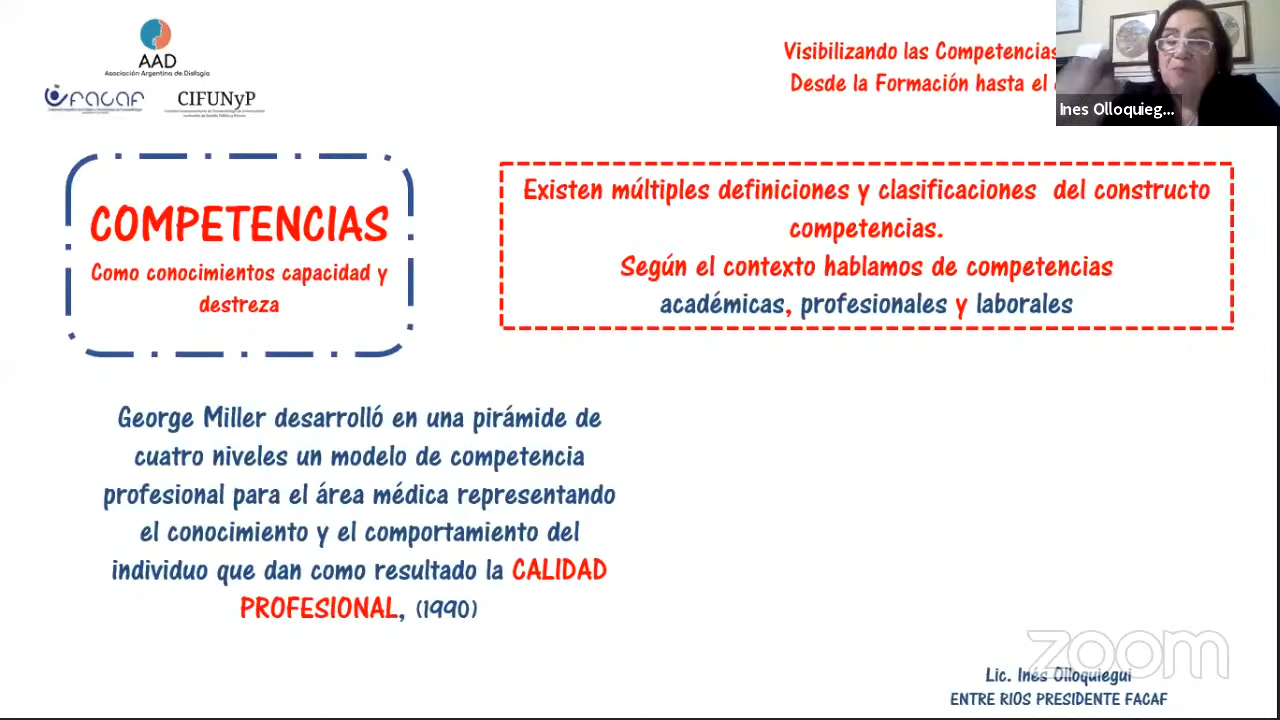 AAD
Asociación Argentina de Disfagia
FACAF
CIFUNyP
Visibilizando las Competencias
Desde la Formación hasta el
Ines Olloquieg...
COMPETENCIAS
Como conocimientos capacidad y
destreza
Existen múltiples definiciones y clasificaciones del constructo
competencias.
Según el contexto hablamos de competencias
académicas, profesionales y laborales
George Miller desarrolló en una pirámide de
cuatro niveles un modelo de competencia
profesional para el área médica representando
el conocimiento y el comportamiento del
individuo que dan como resultado la CALIDAD
PROFESIONAL, (1990)
zoom
Lic. Inés Olloquiegui
ENTRE RIOS PRESIDENTE FACAF